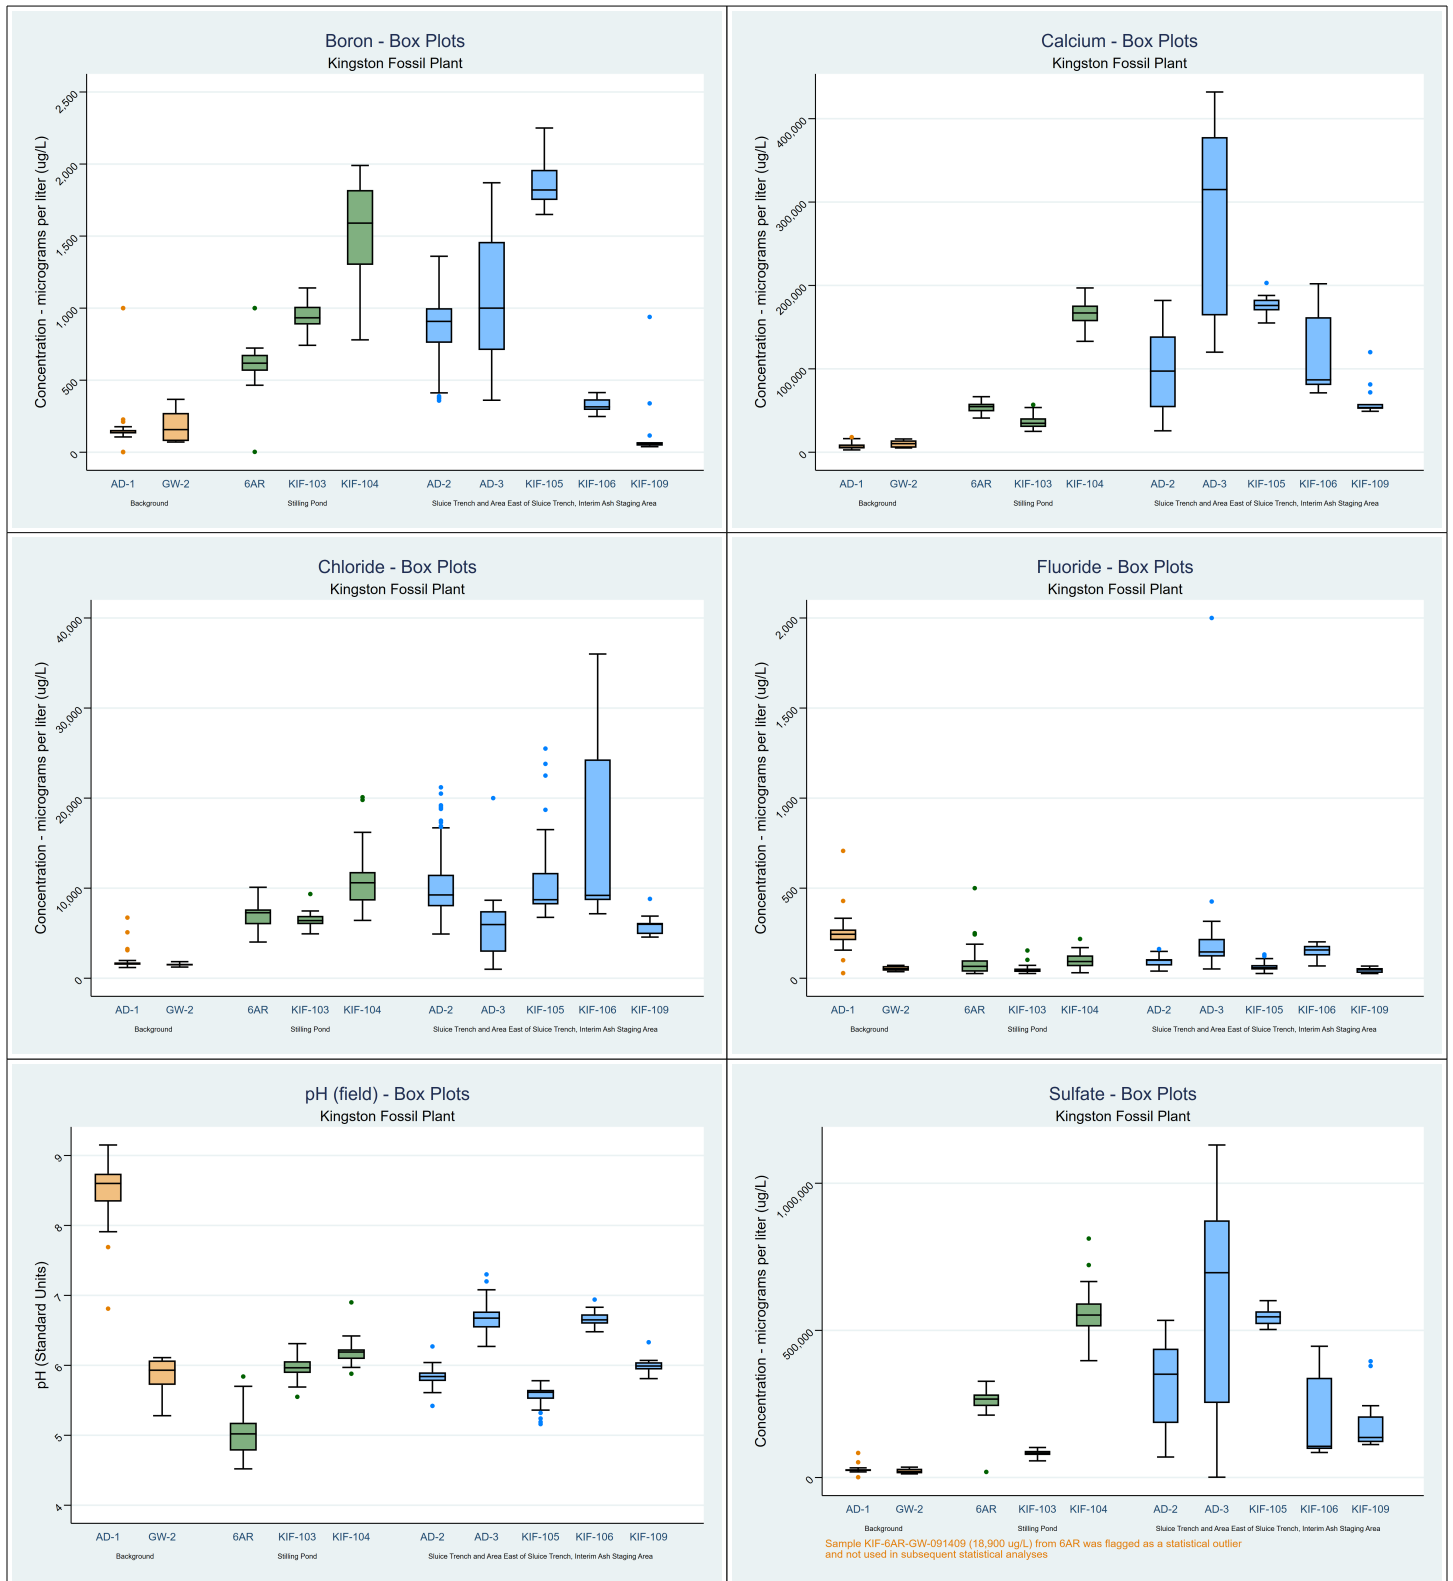 Boron - Box Plots
Kingston Fossil Plant
Concentration - micrograms per liter (ug/L)
2,500
2,000
1,500
1,000
500
0
AD-1 GW-2 6AR KIF-103 KIF-104 AD-2 AD-3 KIF-105 KIF-106 KIF-109
Background Stilling Pond Sluice Trench and Area East of Sluice Trench, Interim Ash Staging Area
Calcium - Box Plots
Kingston Fossil Plant
Concentration - micrograms per liter (ug/L)
400,000
300,000
200,000
100,000
0
AD-1 GW-2 6AR KIF-103 KIF-104 AD-2 AD-3 KIF-105 KIF-106 KIF-109
Background Stilling Pond Sluice Trench and Area East of Sluice Trench, Interim Ash Staging Area
Chloride - Box Plots
Kingston Fossil Plant
Concentration - micrograms per liter (ug/L)
40,000
30,000
20,000
10,000
0
AD-1 GW-2 6AR KIF-103 KIF-104 AD-2 AD-3 KIF-105 KIF-106 KIF-109
Background Stilling Pond Sluice Trench and Area East of Sluice Trench, Interim Ash Staging Area
Fluoride - Box Plots
Kingston Fossil Plant
Concentration - micrograms per liter (ug/L)
2,000
1,500
1,000
500
0
AD-1 GW-2 6AR KIF-103 KIF-104 AD-2 AD-3 KIF-105 KIF-106 KIF-109
Background Stilling Pond Sluice Trench and Area East of Sluice Trench, Interim Ash Staging Area
pH (field) - Box Plots
Kingston Fossil Plant
pH (Standard Units)
9
8
7
6
5
4
AD-1 GW-2 6AR KIF-103 KIF-104 AD-2 AD-3 KIF-105 KIF-106 KIF-109
Background Stilling Pond Sluice Trench and Area East of Sluice Trench, Interim Ash Staging Area
Sulfate - Box Plots
Kingston Fossil Plant
Concentration - micrograms per liter (ug/L)
1,000,000
500,000
0
AD-1 GW-2 6AR KIF-103 KIF-104 AD-2 AD-3 KIF-105 KIF-106 KIF-109
Background Stilling Pond Sluice Trench and Area East of Sluice Trench, Interim Ash Staging Area
Sample KIF-6AR-GW-091409 (18,900 ug/L) from 6AR was flagged as a statistical outlier
and not used in subsequent statistical analyses